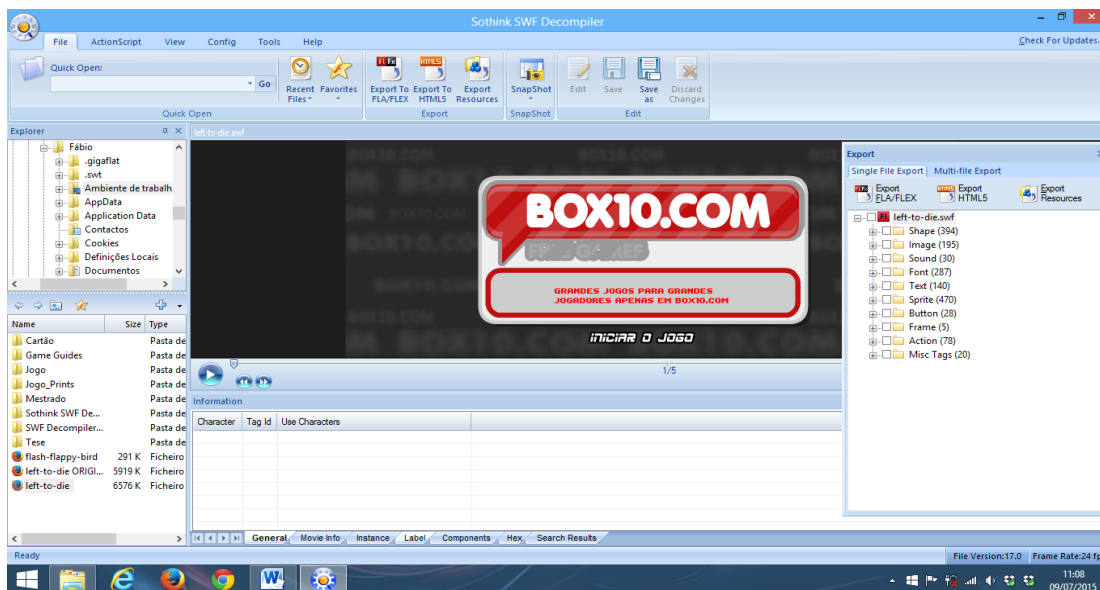 Sothink SWF Decompiler
File ActionScript View Config Tools Help Check For Updates.
Quick Open:
Go
Recent Files Favorites
Export To FLA/FLEX Export To HTML5 Export Resources
SnapShot
Edit Save Save as Discard Changes
Quick Open Export SnapShot Edit
Explorer
left-to-die.swf
Fábio
.gigaflat
.swt
Ambiente de trabalh
AppData
Application Data
Contactos
Cookies
Definições Locais
Documentos
Name Size Type
Cartão Pasta de
Game Guides Pasta de
Jogo Pasta de
Jogo_Prints Pasta de
Mestrado Pasta de
Sothink SWF De... Pasta de
SWF Decompiler... Pasta de
Tese Pasta de
flash-flappy-bird 291 K Ficheiro
left-to-die ORIGI... 5919 K Ficheiro
left-to-die 6576 K Ficheiro
BOX10.COM
FREE GAMES
GRANDES JOGOS PARA GRANDES
JOGADORES APENAS EM BOX10.COM
INICIAR O JOGO
1/5
Information
Character Tag Id Use Characters
General Movie Info Instance Label Components Hex Search Results
Export
Single File Export Multi-file Export
Export FLA/FLEX Export HTML5 Export Resources
left-to-die.swf
Shape (394)
Image (195)
Sound (30)
Font (287)
Text (140)
Sprite (470)
Button (28)
Frame (5)
Action (78)
Misc Tags (20)
Ready File Version:17.0 Frame Rate:24 fp
11:08
09/07/2015